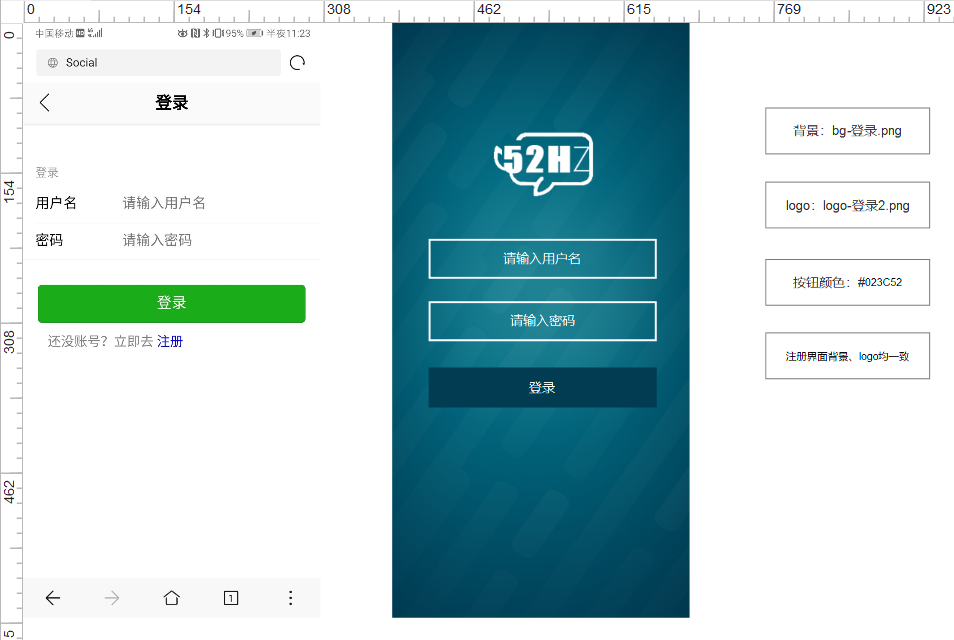 0 154 308 462 615 769 923
0
154
308
462
5
中国移动 HD 95% 半夜11:23
Social
登录
登录
用户名 请输入用户名
密码 请输入密码
登录
还没账号？立即去 注册
1
52HZ
请输入用户名
请输入密码
登录
背景：bg-登录.png
logo：logo-登录2.png
按钮颜色：#023C52
注册界面背景、logo均一致